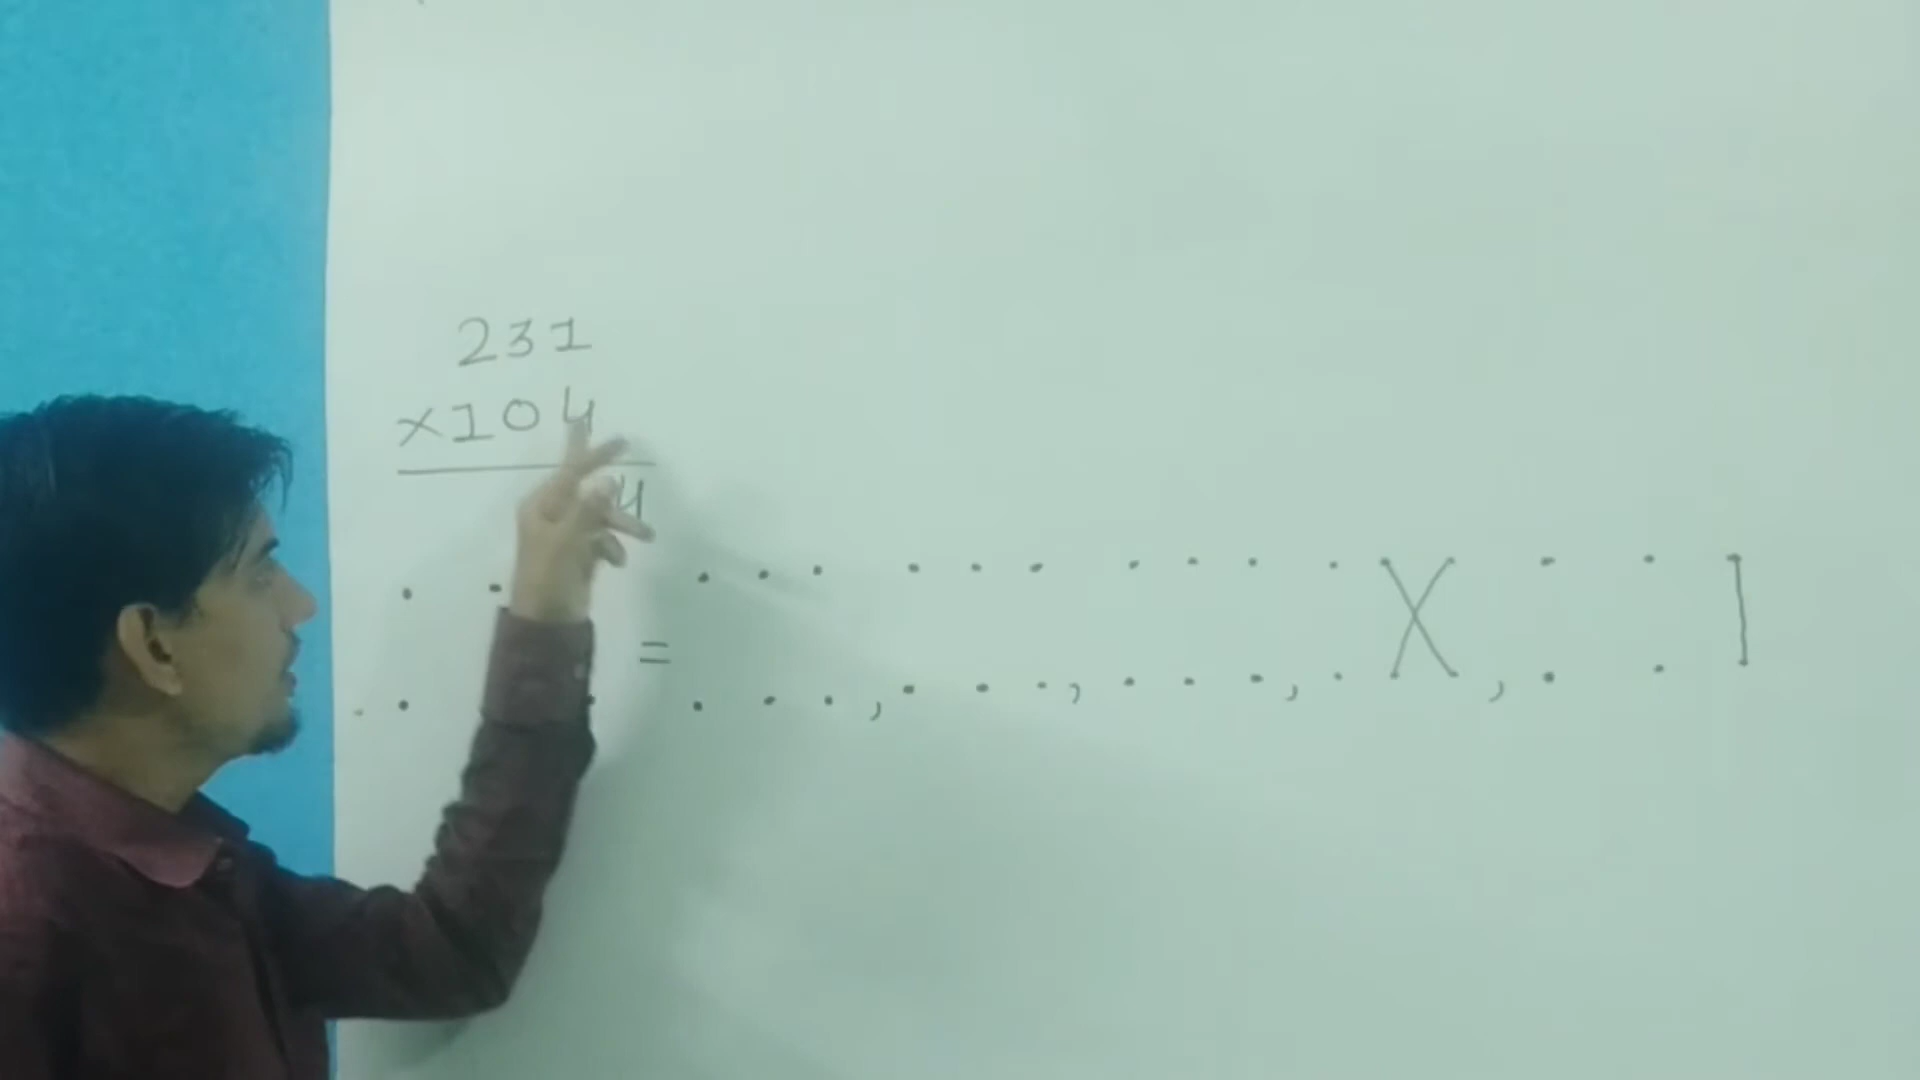 231
×104
4
=
, , , X , |